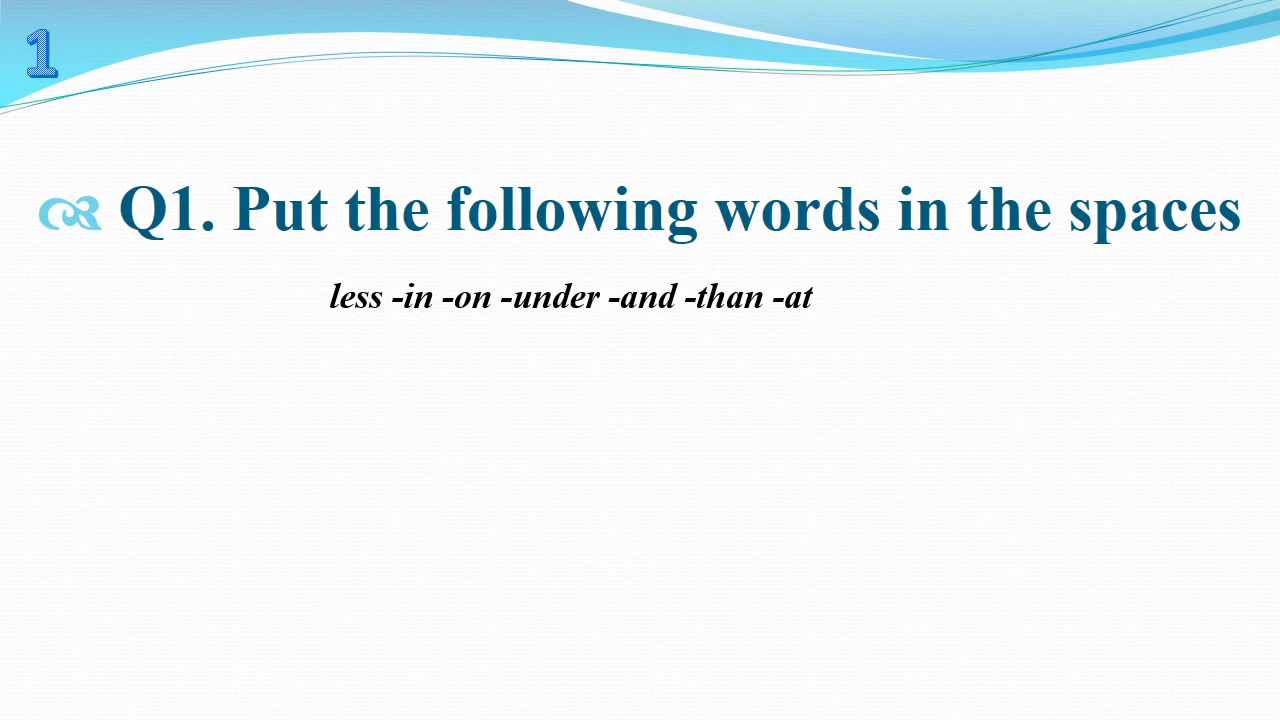 1
Q1. Put the following words in the spaces
less -in -on -under -and -than -at